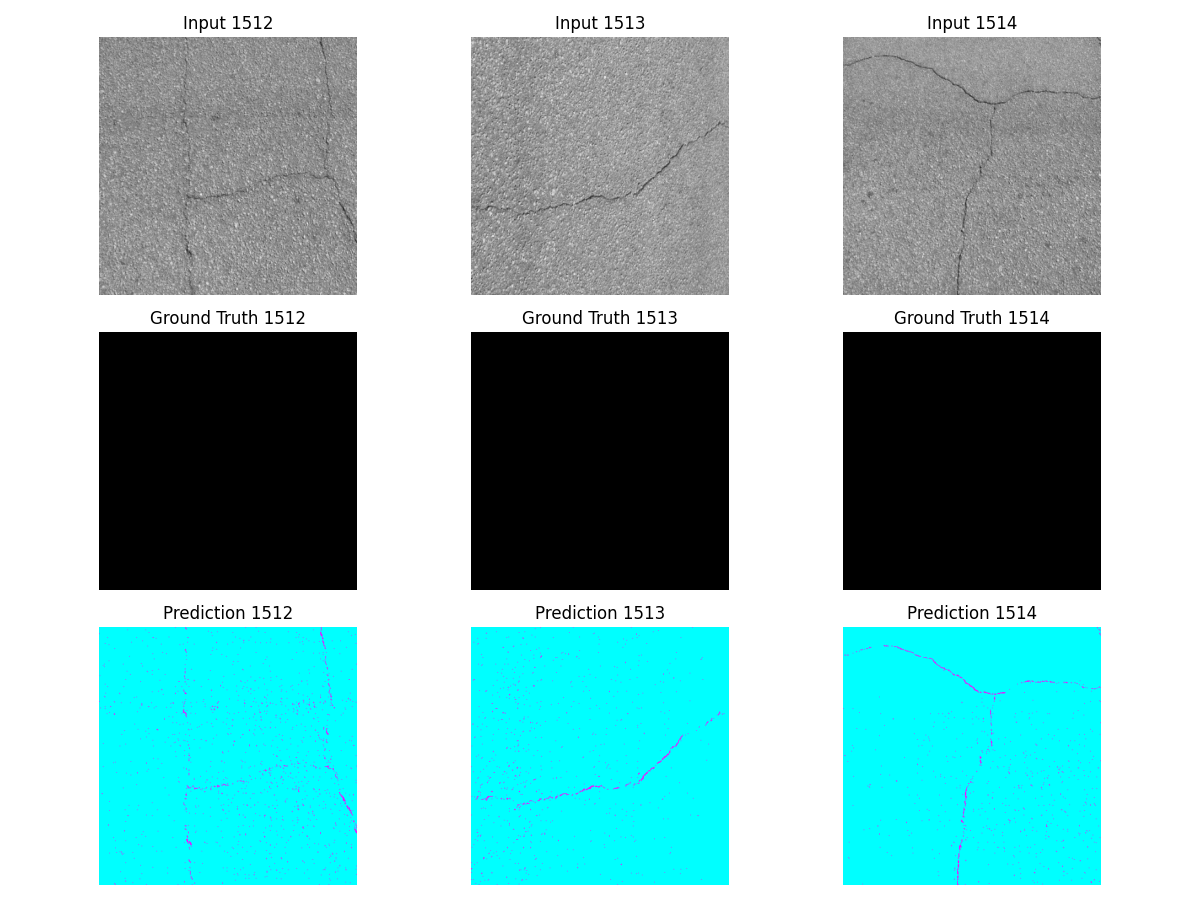 Input 1512
Input 1513
Input 1514
Ground Truth 1512
Ground Truth 1513
Ground Truth 1514
Prediction 1512
Prediction 1513
Prediction 1514